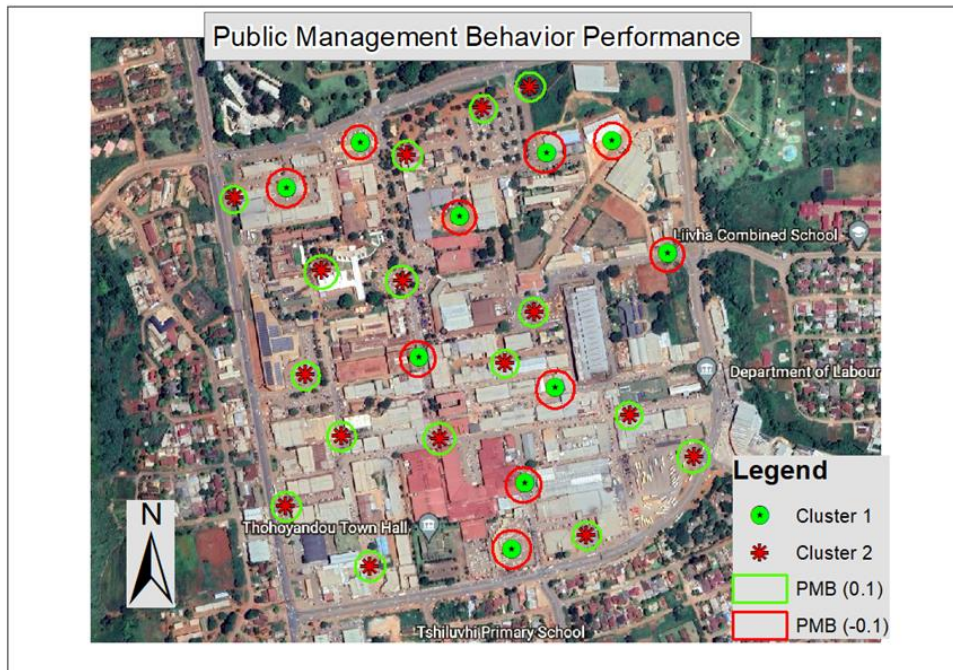 Public Management Behavior Performance
Liivha Combined School
Department of Labour
Legend
Cluster 1
Cluster 2
PMB (0.1)
PMB (-0.1)
N
Thohoyandou Town Hall
Tshiluvhi Primary School